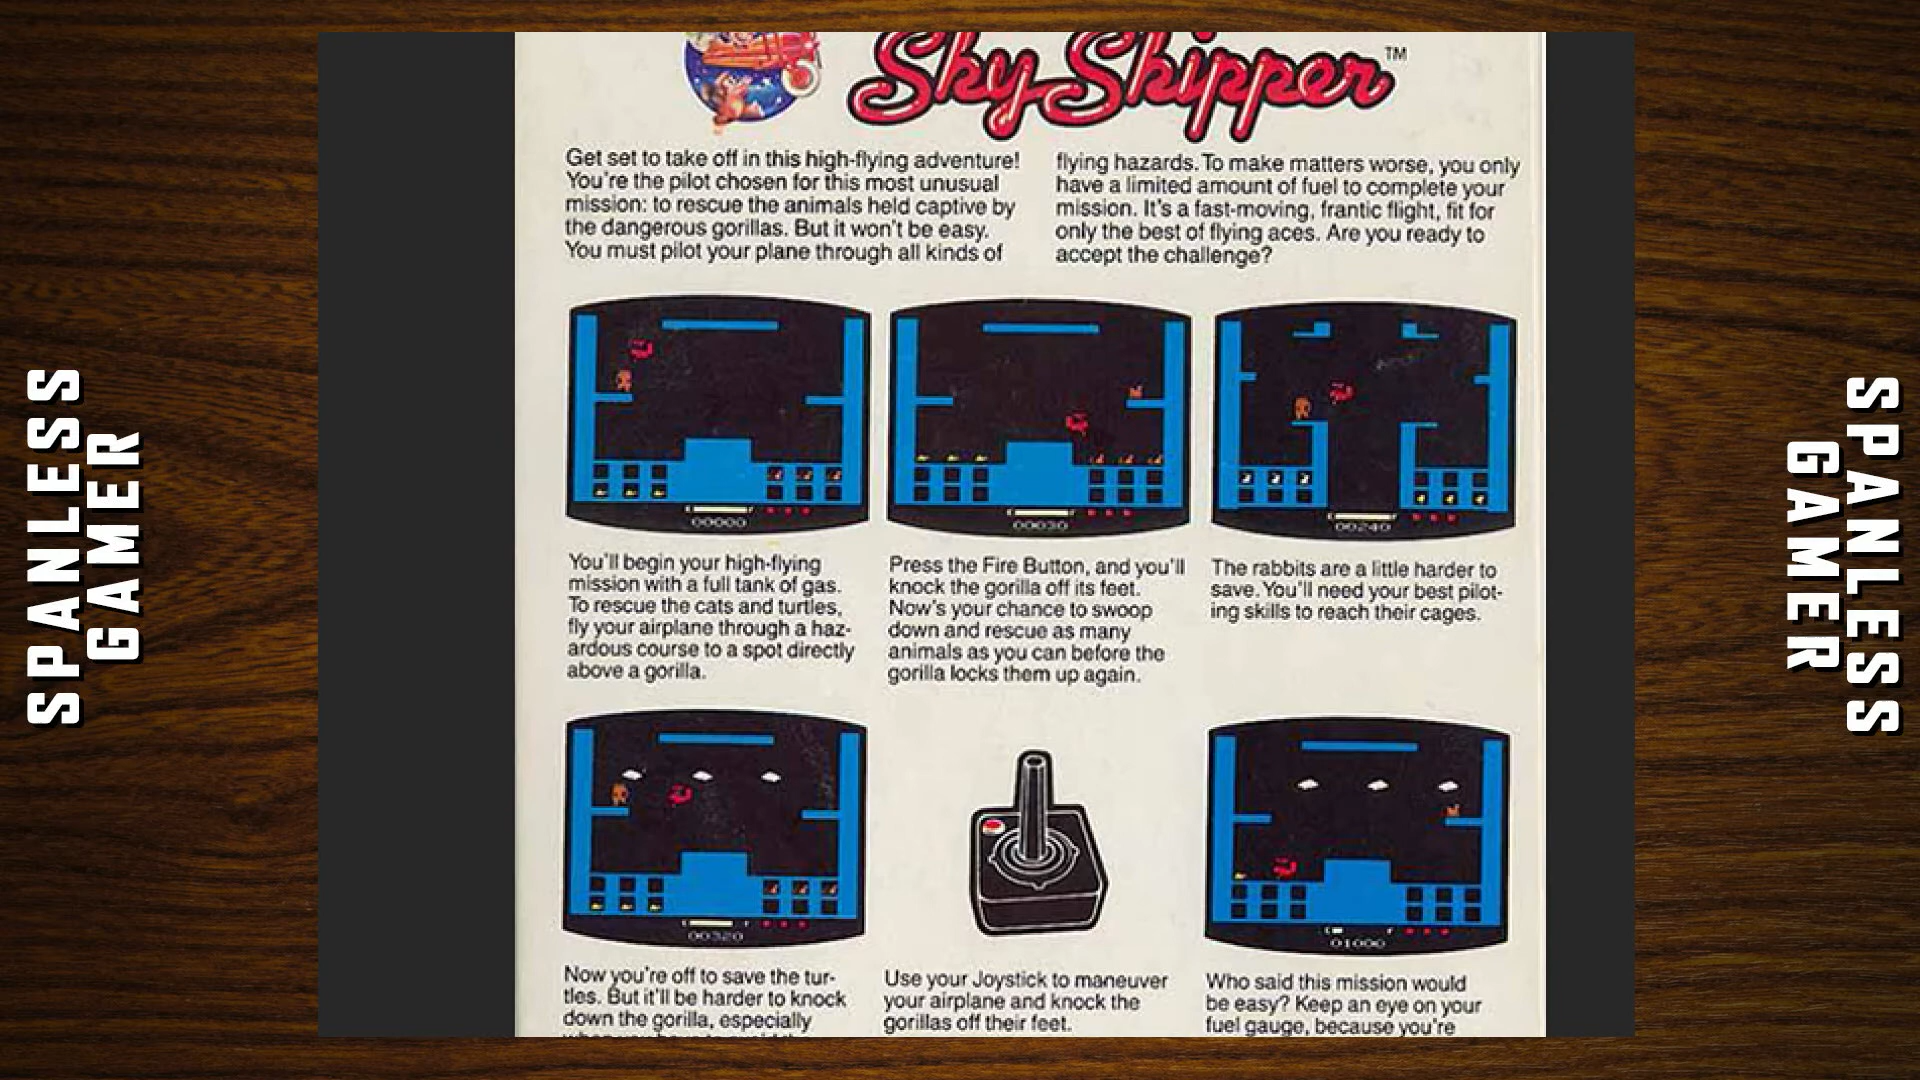 SPANLESS
GAMER
Sky Skipper™
Get set to take off in this high-flying adventure!
You're the pilot chosen for this most unusual
mission: to rescue the animals held captive by
the dangerous gorillas. But it won't be easy.
You must pilot your plane through all kinds of
flying hazards. To make matters worse, you only
have a limited amount of fuel to complete your
mission. It's a fast-moving, frantic flight, fit for
only the best of flying aces. Are you ready to
accept the challenge?
00000
00030
00240
You'll begin your high-flying
mission with a full tank of gas.
To rescue the cats and turtles,
fly your airplane through a haz-
ardous course to a spot directly
above a gorilla.
Press the Fire Button, and you'll
knock the gorilla off its feet.
Now's your chance to swoop
down and rescue as many
animals as you can before the
gorilla locks them up again.
The rabbits are a little harder to
save. You'll need your best pilot-
ing skills to reach their cages.
00320
01000
Now you're off to save the tur-
tles. But it'll be harder to knock
down the gorilla, especially
Use your Joystick to maneuver
your airplane and knock the
gorillas off their feet.
Who said this mission would
be easy? Keep an eye on your
fuel gauge, because you're
SPANLESS
GAMER